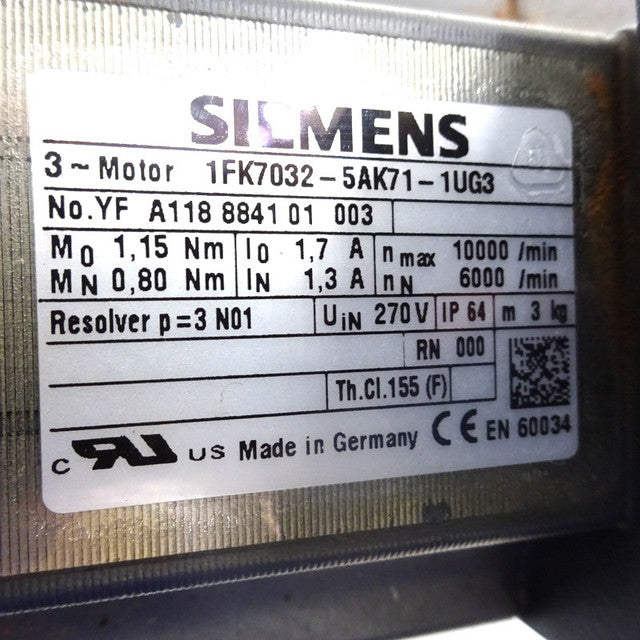 SIEMENS
3~Motor 1FK7032-5AK71-1UG3
No.YF A118 8841 01 003
M0 1,15 Nm I0 1,7 A nmax 10000 /min
MN 0,80 Nm IN 1,3 A nN 6000 /min
Resolver p=3 N01 UiN 270 V IP 64 m 3 kg
RN 000
Th.Cl.155 (F)
C RU US Made in Germany CE EN 60034